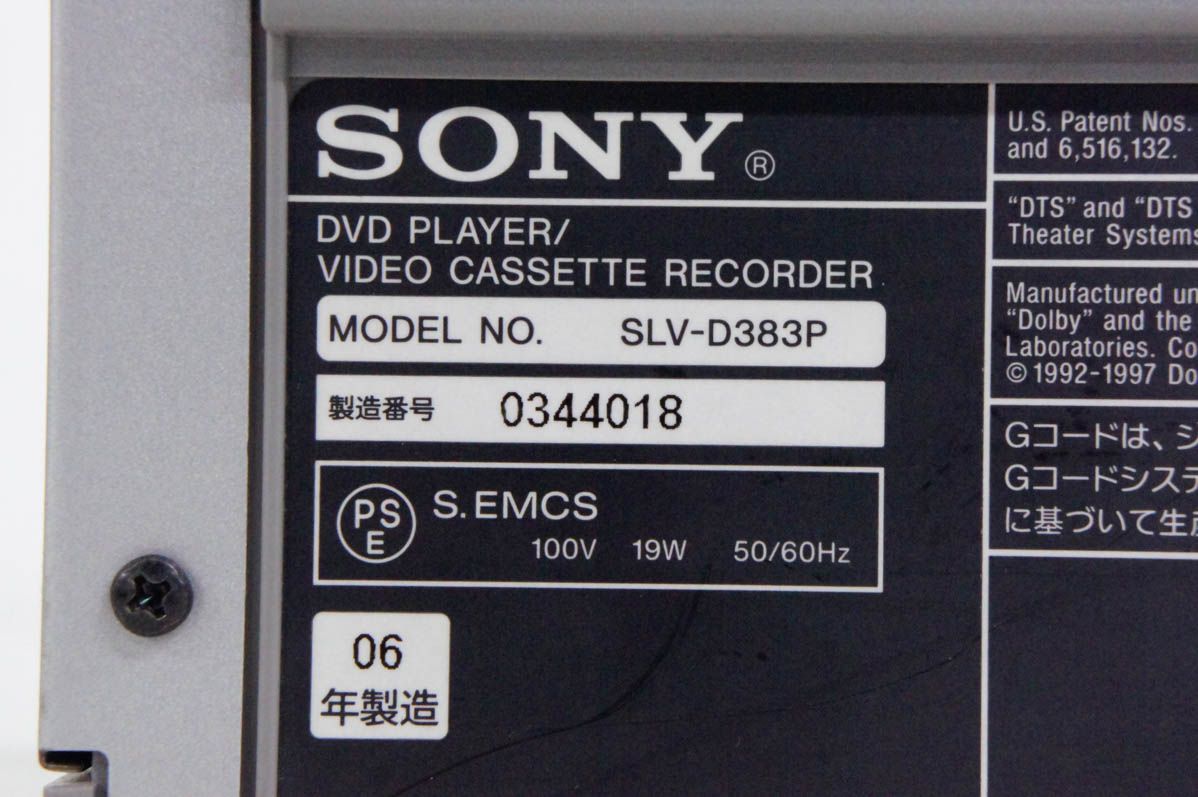 SONY®
DVD PLAYER/
VIDEO CASSETTE RECORDER
MODEL NO. SLV-D383P
製造番号 0344018
PSE S.EMCS
100V 19W 50/60Hz
06
年製造
U.S. Patent Nos.
and 6,516,132.
“DTS” and “DTS
Theater Systems
Manufactured un
“Dolby” and the
Laboratories. Co
©1992-1997 Do
Gコードは、シ
Gコードシステ
に基づいて生産